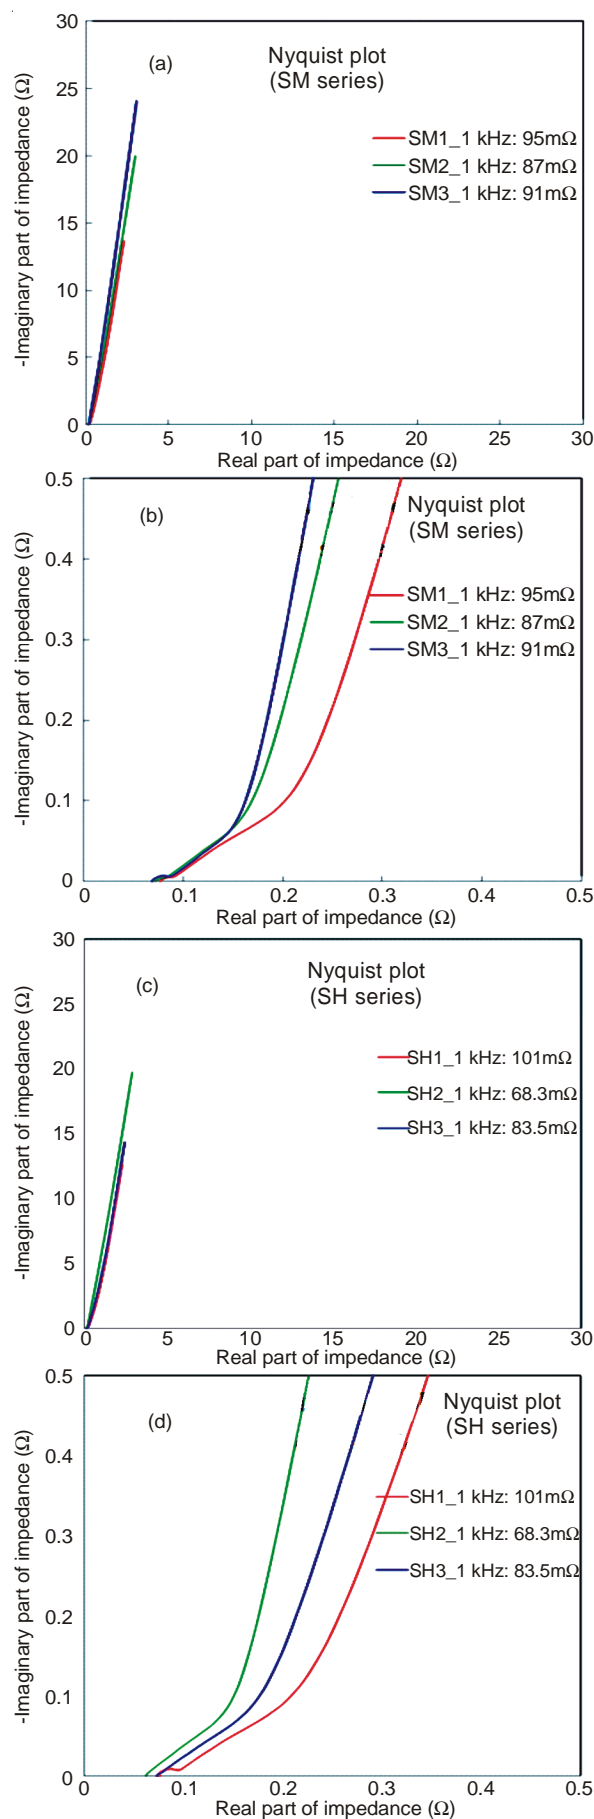 30
25
20
15
10
5
0
-Imaginary part of impedance (Ω)
(a)
Nyquist plot
(SM series)
SM1_1 kHz: 95mΩ
SM2_1 kHz: 87mΩ
SM3_1 kHz: 91mΩ
0 5 10 15 20 25 30
Real part of impedance (Ω)
0.5
0.4
0.3
0.2
0.1
0
-Imaginary part of impedance (Ω)
(b)
Nyquist plot
(SM series)
SM1_1 kHz: 95mΩ
SM2_1 kHz: 87mΩ
SM3_1 kHz: 91mΩ
0 0.1 0.2 0.3 0.4 0.5
Real part of impedance (Ω)
30
25
20
15
10
5
0
-Imaginary part of impedance (Ω)
(c)
Nyquist plot
(SH series)
SH1_1 kHz: 101mΩ
SH2_1 kHz: 68.3mΩ
SH3_1 kHz: 83.5mΩ
0 5 10 15 20 25 30
Real part of impedance (Ω)
0.5
0.4
0.3
0.2
0.1
0
-Imaginary part of impedance (Ω)
(d)
Nyquist plot
(SH series)
SH1_1 kHz: 101mΩ
SH2_1 kHz: 68.3mΩ
SH3_1 kHz: 83.5mΩ
0 0.1 0.2 0.3 0.4 0.5
Real part of impedance (Ω)